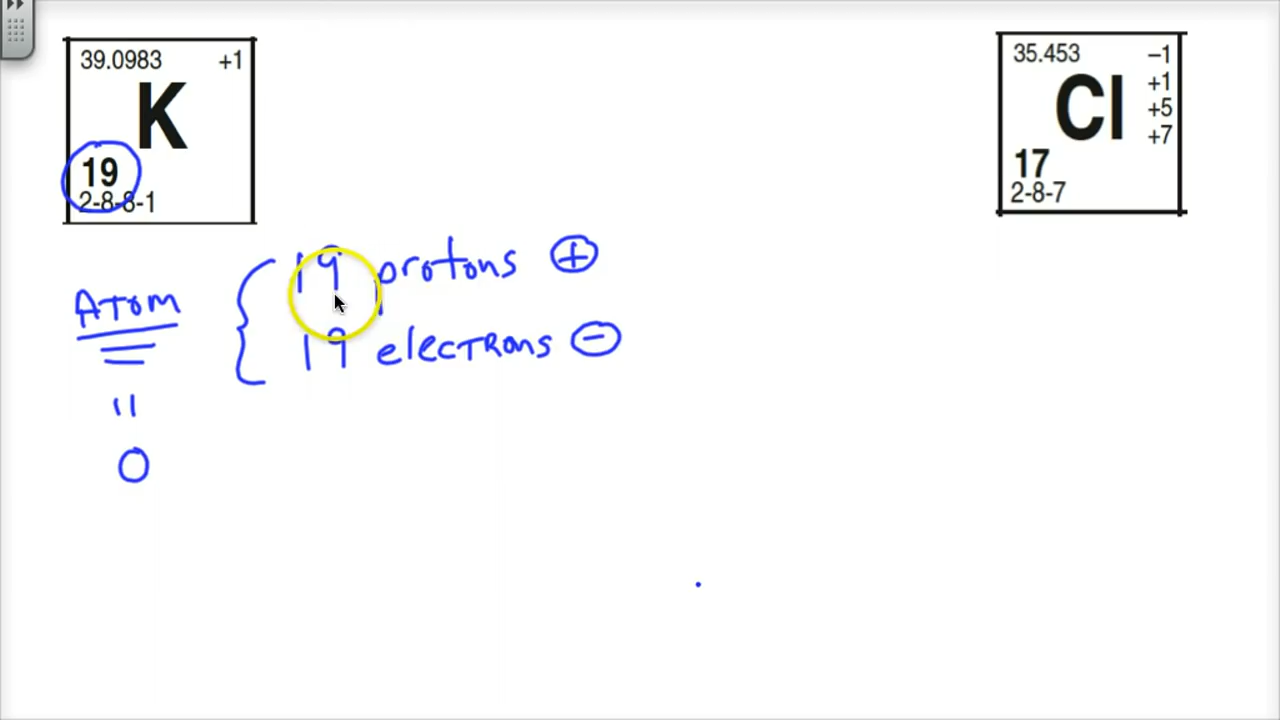 39.0983 +1
K
19
2-8-8-1
35.453 –1
+1
Cl +5
+7
17
2-8-7
19 protons +
Atom
19 electrons –
"
0